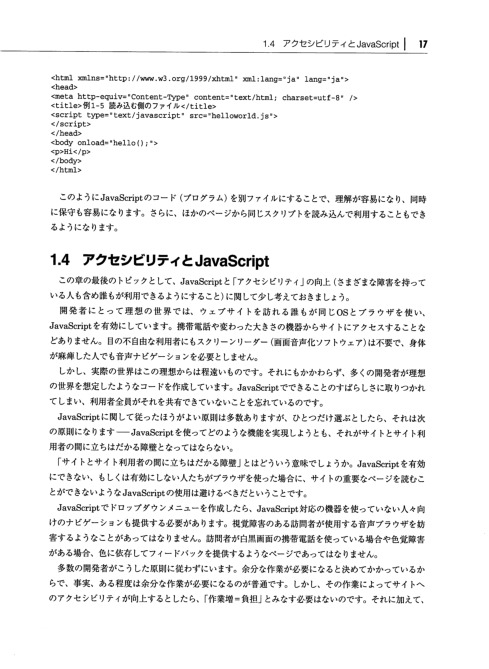 1.4 アクセシビリティとJavaScript | 17
<html xmlns="http://www.w3.org/1999/xhtml" xml:lang="ja" lang="ja">
<head>
<meta http-equiv="Content-Type" content="text/html; charset=utf-8" />
<title>例1-5 読み込む側のファイル</title>
<script type="text/javascript" src="helloworld.js">
</script>
</head>
<body onload="hello();">
<p>Hi</p>
</body>
</html>
このようにJavaScriptのコード（プログラム）を別ファイルにすることで、理解が容易になり、同時
に保守も容易になります。さらに、ほかのページから同じスクリプトを読み込んで利用することもでき
るようになります。
1.4 アクセシビリティとJavaScript
この章の最後のトピックとして、JavaScriptと「アクセシビリティ」の向上（さまざまな障害を持って
いる人も含め誰もが利用できるようにすること）に関して少し考えておきましょう。
開発者にとって理想の世界では、ウェブサイトを訪れる誰もが同じOSとブラウザを使い、
JavaScriptを有効にしています。携帯電話や変わった大きさの機器からサイトにアクセスすることな
どありません。目の不自由な利用者にもスクリーンリーダー（画面音声化ソフトウェア）は不要で、身体
が麻痺した人でも音声ナビゲーションを必要としません。
しかし、実際の世界はこの理想からは程遠いものです。それにもかかわらず、多くの開発者が理想
の世界を想定したようなコードを作成しています。JavaScriptでできることのすばらしさに取りつかれ
てしまい、利用者全員がそれを共有できていないことを忘れているのです。
JavaScriptに関して従ったほうがよい原則は多数ありますが、ひとつだけ選ぶとしたら、それは次
の原則になります ── JavaScriptを使ってどのような機能を実現しようとも、それがサイトとサイト利
用者の間に立ちはだかる障壁となってはならない。
「サイトとサイト利用者の間に立ちはだかる障壁」とはどういう意味でしょうか。JavaScriptを有効
にできない、もしくは有効にしない人たちがブラウザを使った場合に、サイトの重要なページを読むこ
とができないようなJavaScriptの使用は避けるべきだということです。
JavaScriptでドロップダウンメニューを作成したら、JavaScript対応の機器を使っていない人々向
けのナビゲーションも提供する必要があります。視覚障害のある訪問者が使用する音声ブラウザを妨
害するようなことがあってはなりません。訪問者が白黒画面の携帯電話を使っている場合や色覚障害
がある場合、色に依存してフィードバックを提供するようなページであってはなりません。
多数の開発者がこうした原則に従わずにいます。余分な作業が必要になると決めてかかっているか
らで、事実、ある程度は余分な作業が必要になるのが普通です。しかし、その作業によってサイトへ
のアクセシビリティが向上するとしたら、「作業増＝負担」とみなす必要はないのです。それに加えて、